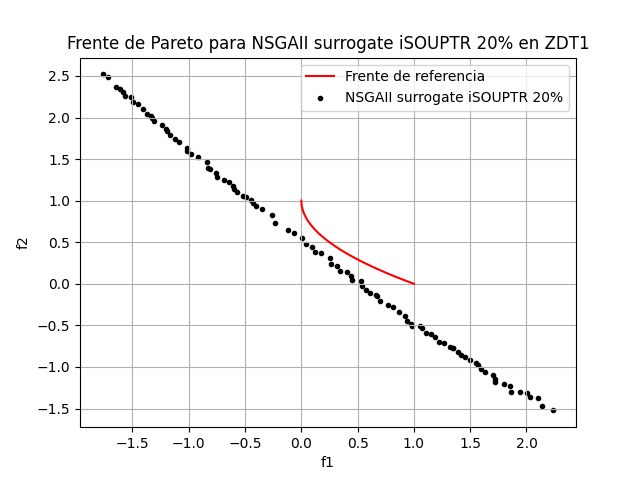 Frente de Pareto para NSGAII surrogate iSOUPTR 20% en ZDT1
Frente de referencia
NSGAII surrogate iSOUPTR 20%
f2
2.5
2.0
1.5
1.0
0.5
0.0
−0.5
−1.0
−1.5
−1.5 −1.0 −0.5 0.0 0.5 1.0 1.5 2.0
f1